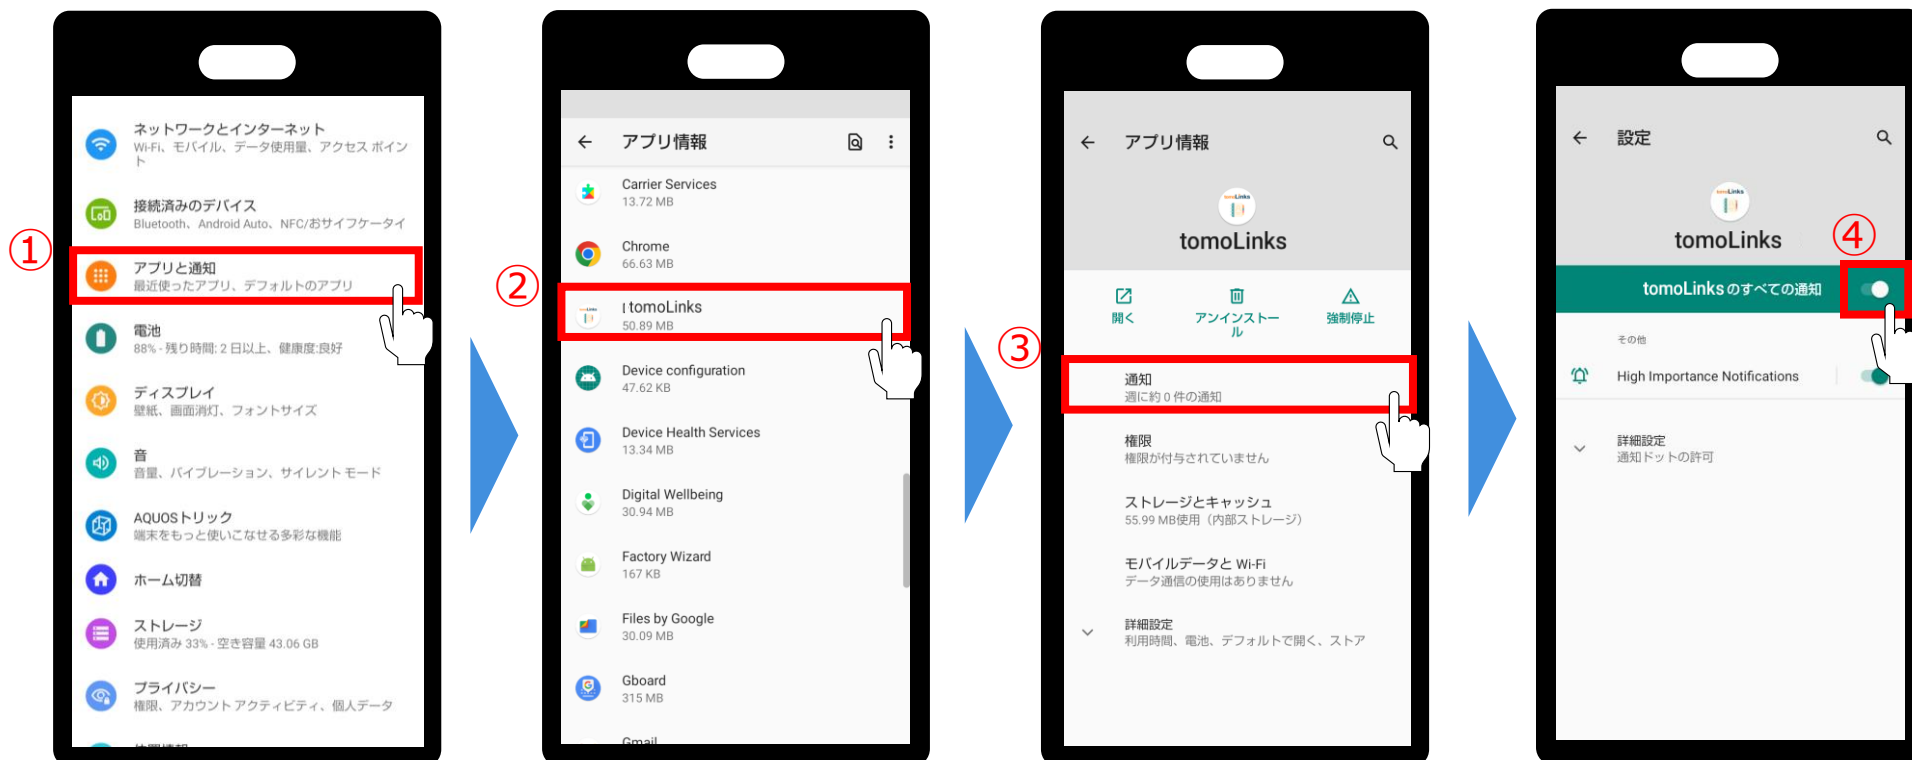 ①
ネットワークとインターネット
Wi-Fi、モバイル、データ使用量、アクセス ポイン
ト
接続済みのデバイス
Bluetooth、Android Auto、NFC/おサイフケータイ
アプリと通知
最近使ったアプリ、デフォルトのアプリ
電池
88% - 残り時間: 2 日以上、健康度:良好
ディスプレイ
壁紙、画面消灯、フォントサイズ
音
音量、バイブレーション、サイレント モード
AQUOSトリック
端末をもっと使いこなせる多彩な機能
ホーム切替
ストレージ
使用済み 33% - 空き容量 43.06 GB
プライバシー
権限、アカウント アクティビティ、個人データ
②
アプリ情報
Carrier Services
13.72 MB
Chrome
66.63 MB
tomoLinks
50.89 MB
Device configuration
47.62 KB
Device Health Services
13.34 MB
Digital Wellbeing
30.94 MB
Factory Wizard
167 KB
Files by Google
30.09 MB
Gboard
315 MB
Gmail
③
アプリ情報
tomoLinks
tomoLinks
開く
アンインストー
ル
強制停止
通知
週に約 0 件の通知
権限
権限が付与されていません
ストレージとキャッシュ
55.99 MB使用（内部ストレージ）
モバイルデータと Wi-Fi
データ通信の使用はありません
詳細設定
利用時間、電池、デフォルトで開く、ストア
設定
tomoLinks
tomoLinks
④
tomoLinks のすべての通知
その他
High Importance Notifications
詳細設定
通知ドットの許可